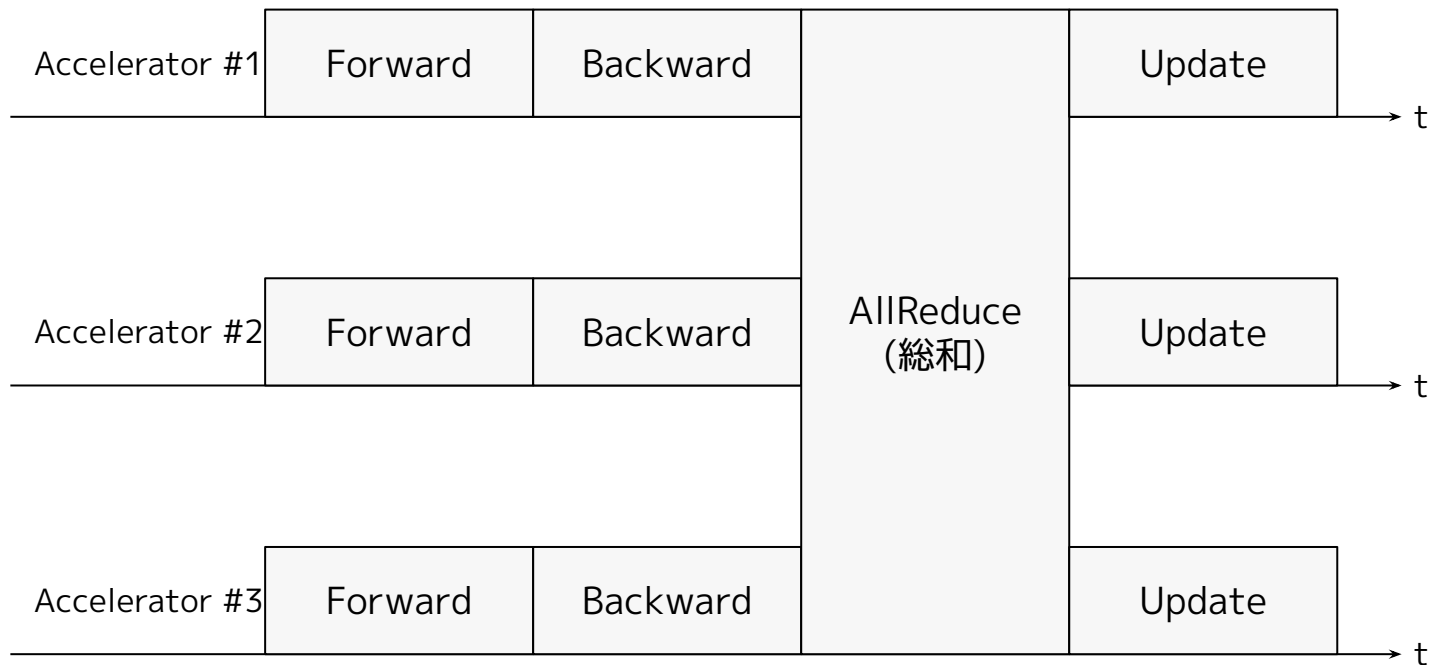 Accelerator #1
Forward
Backward
Update
t
Accelerator #2
Forward
Backward
AllReduce
(総和)
Update
t
Accelerator #3
Forward
Backward
Update
t